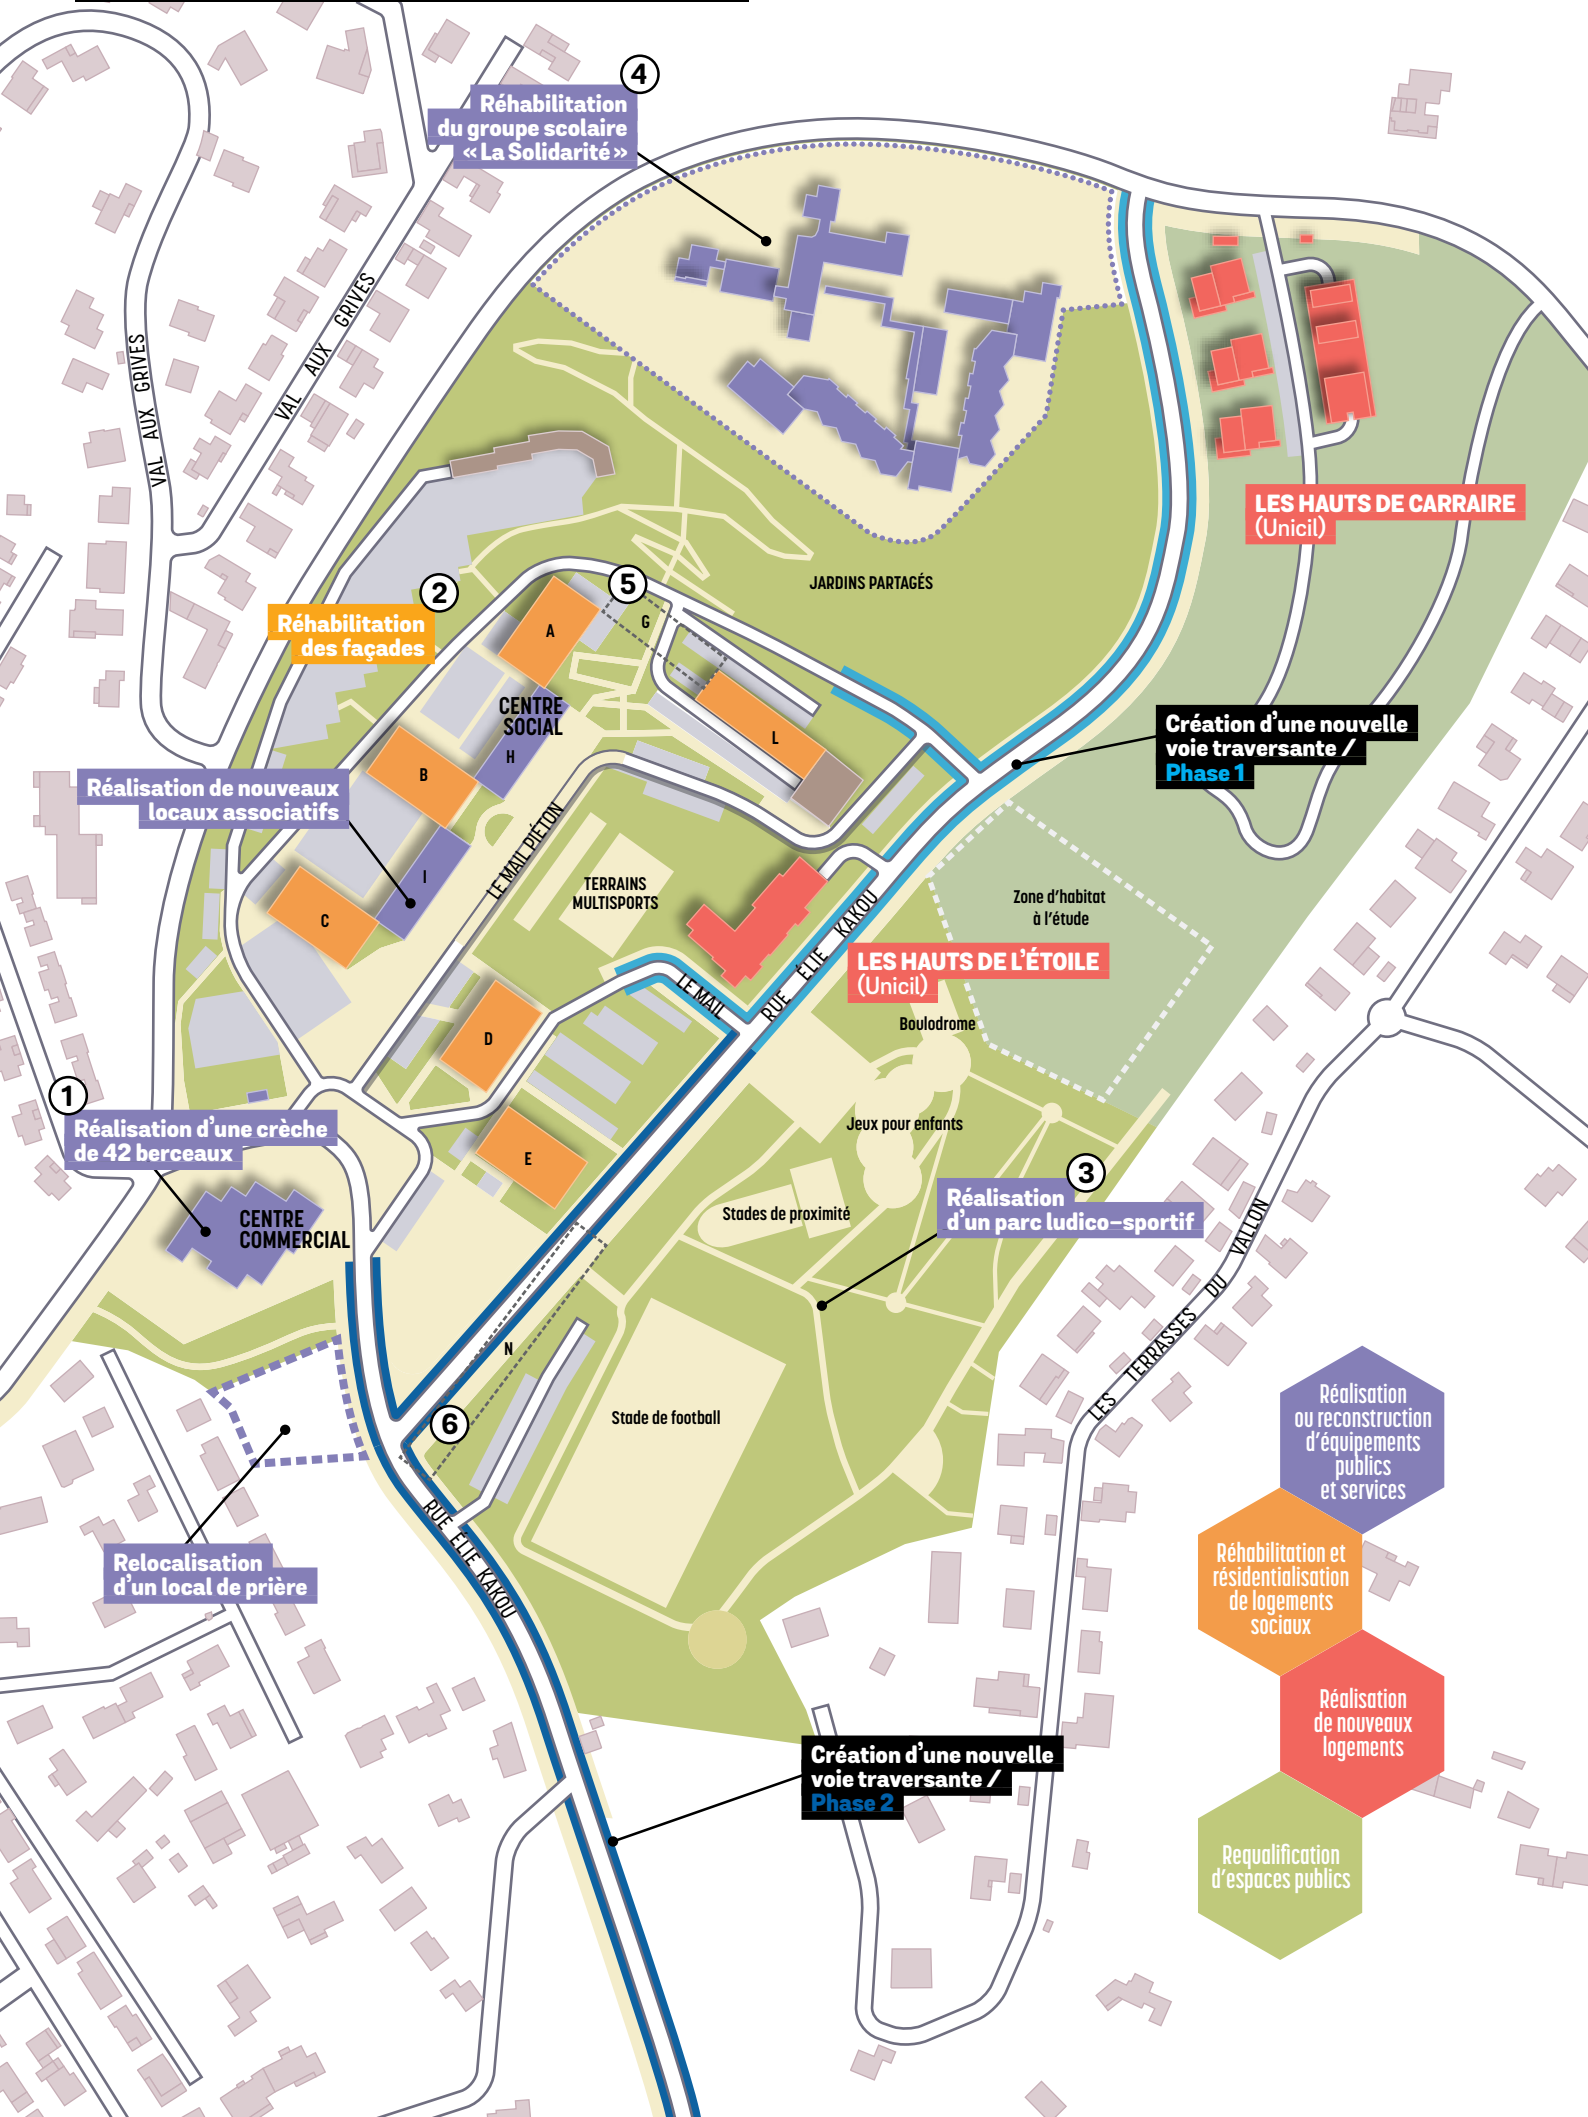 4
Réhabilitation
du groupe scolaire
« La Solidarité »
VAL AUX GRIVES
VAL AUX GRIVES
LES HAUTS DE CARRAIRE
(Unicil)
JARDINS PARTAGÉS
2
Réhabilitation
des façades
5
A
G
CENTRE
SOCIAL
H
L
B
Création d'une nouvelle
voie traversante /
Phase 1
Réalisation de nouveaux
locaux associatifs
LE MAIL PIÉTON
I
C
TERRAINS
MULTISPORTS
Zone d'habitat
à l'étude
RUE ÉLIE KAKOU
LES HAUTS DE L'ÉTOILE
(Unicil)
LE MAIL
D
Boulodrome
1
Réalisation d'une crèche
de 42 berceaux
Jeux pour enfants
E
3
Réalisation
d'un parc ludico-sportif
Stades de proximité
CENTRE
COMMERCIAL
LES TERRASSES DU VALLON
N
6
Stade de football
RUE ÉLIE KAKOU
Relocalisation
d'un local de prière
Création d'une nouvelle
voie traversante /
Phase 2
Réalisation
ou reconstruction
d'équipements
publics
et services
Réhabilitation et
résidentialisation
de logements
sociaux
Réalisation
de nouveaux
logements
Requalification
d'espaces publics